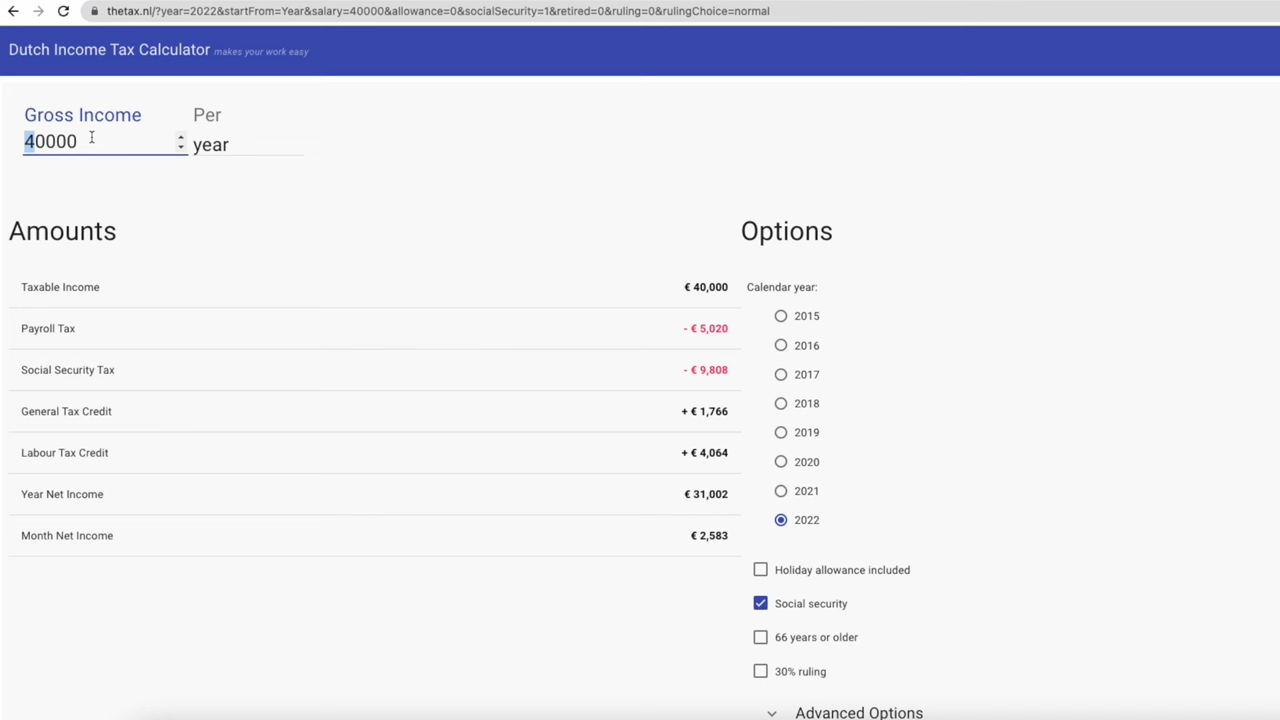 thetax.nl/?year=2022&startFrom=Year&salary=40000&allowance=0&socialSecurity=1&retired=0&ruling=0&rulingChoice=normal
Dutch Income Tax Calculator makes your work easy
Gross Income Per
40000 year
Amounts
Taxable Income € 40,000
Payroll Tax - € 5,020
Social Security Tax - € 9,808
General Tax Credit + € 1,766
Labour Tax Credit + € 4,064
Year Net Income € 31,002
Month Net Income € 2,583
Options
Calendar year:
2015
2016
2017
2018
2019
2020
2021
2022
Holiday allowance included
Social security
66 years or older
30% ruling
Advanced Options